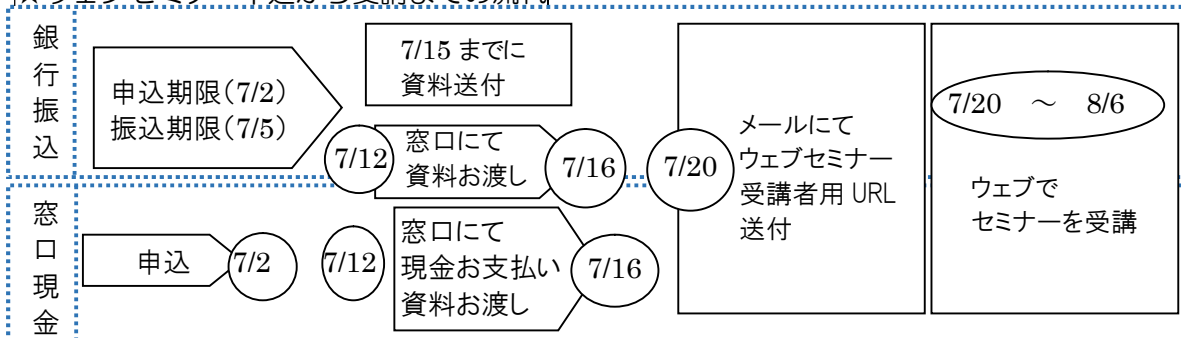 銀行振込
申込期限(7/2)
振込期限(7/5)
7/15 までに
資料送付
7/12
窓口にて
資料お渡し
7/16
7/20
メールにて
ウェブセミナー
受講者用 URL
送付
7/20 ～ 8/6
ウェブで
セミナーを受講
窓口現金
申込
7/2
7/12
窓口にて
現金お支払い
資料お渡し
7/16